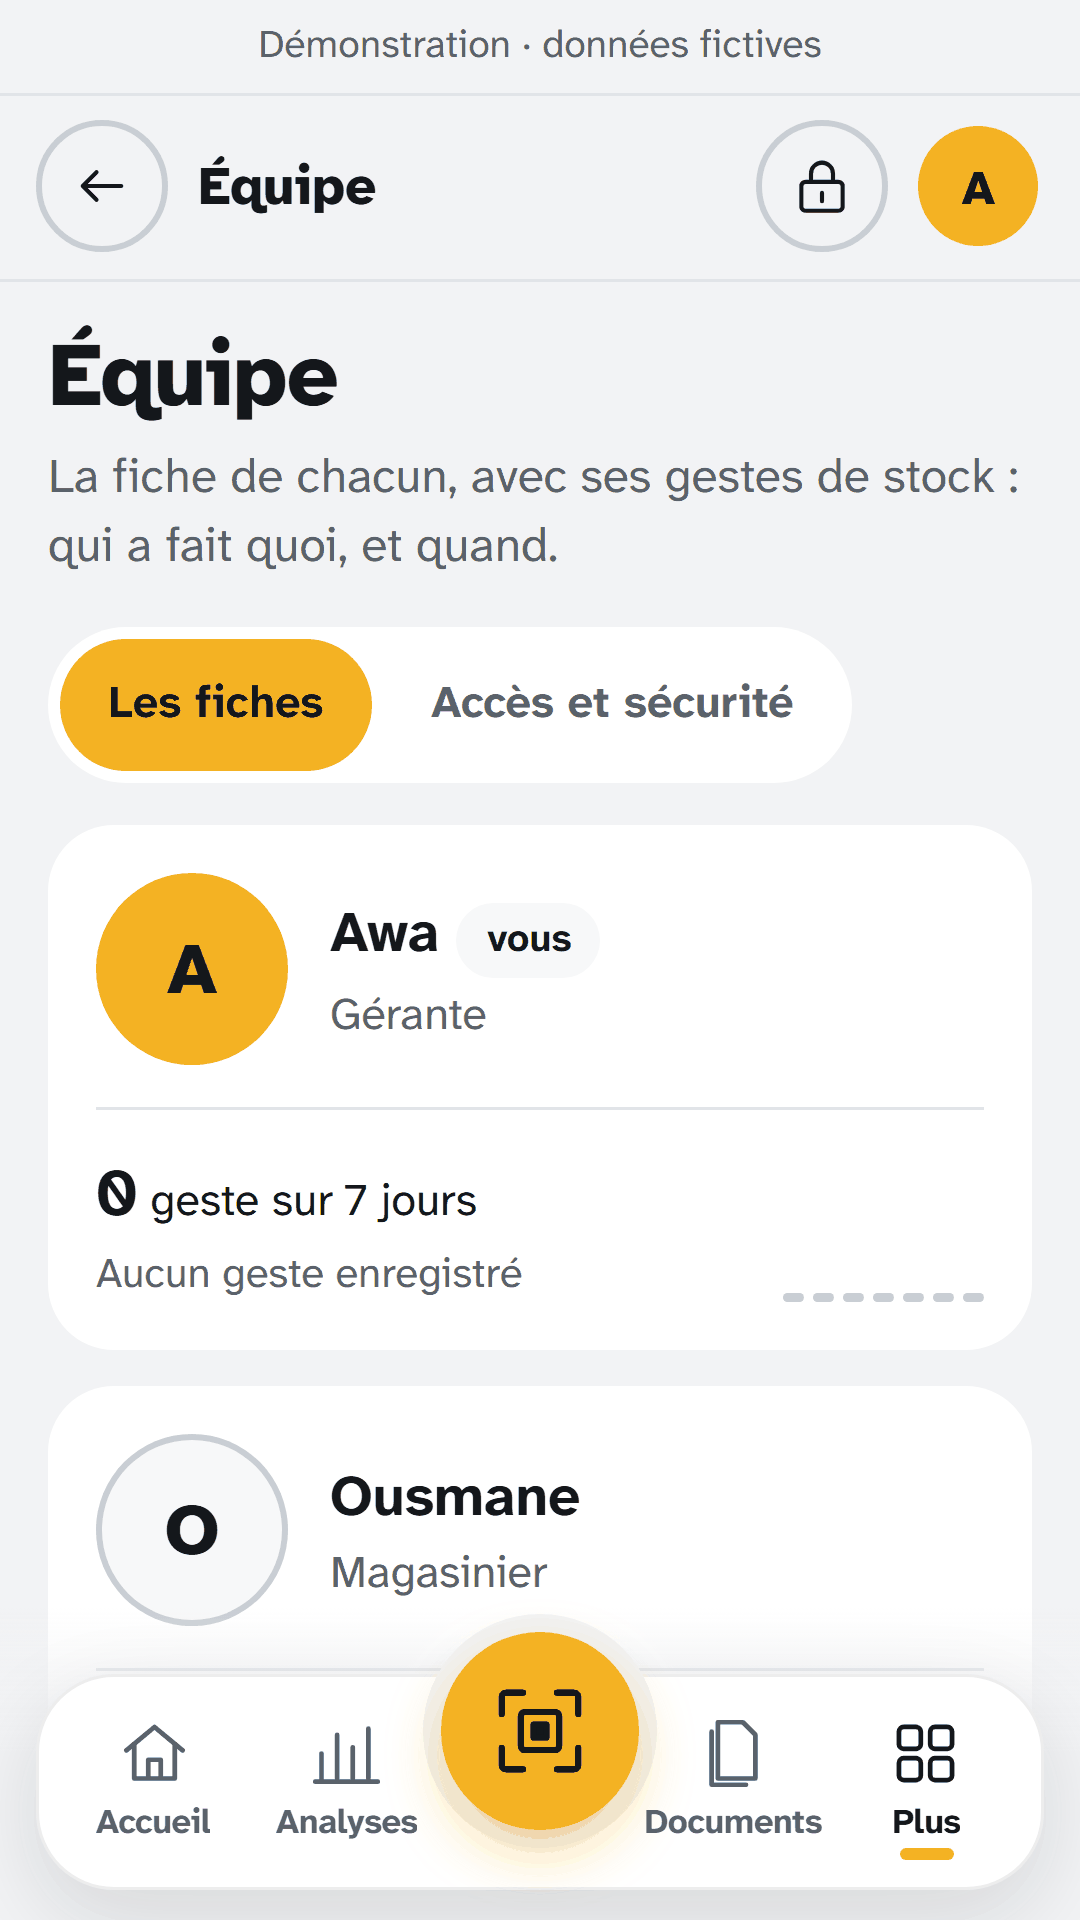 Démonstration · données fictives
Équipe
A
Équipe
La fiche de chacun, avec ses gestes de stock :
qui a fait quoi, et quand.
Les fiches
Accès et sécurité
A
Awa
vous
Gérante
0 geste sur 7 jours
Aucun geste enregistré
O
Ousmane
Magasinier
Accueil
Analyses
Documents
Plus